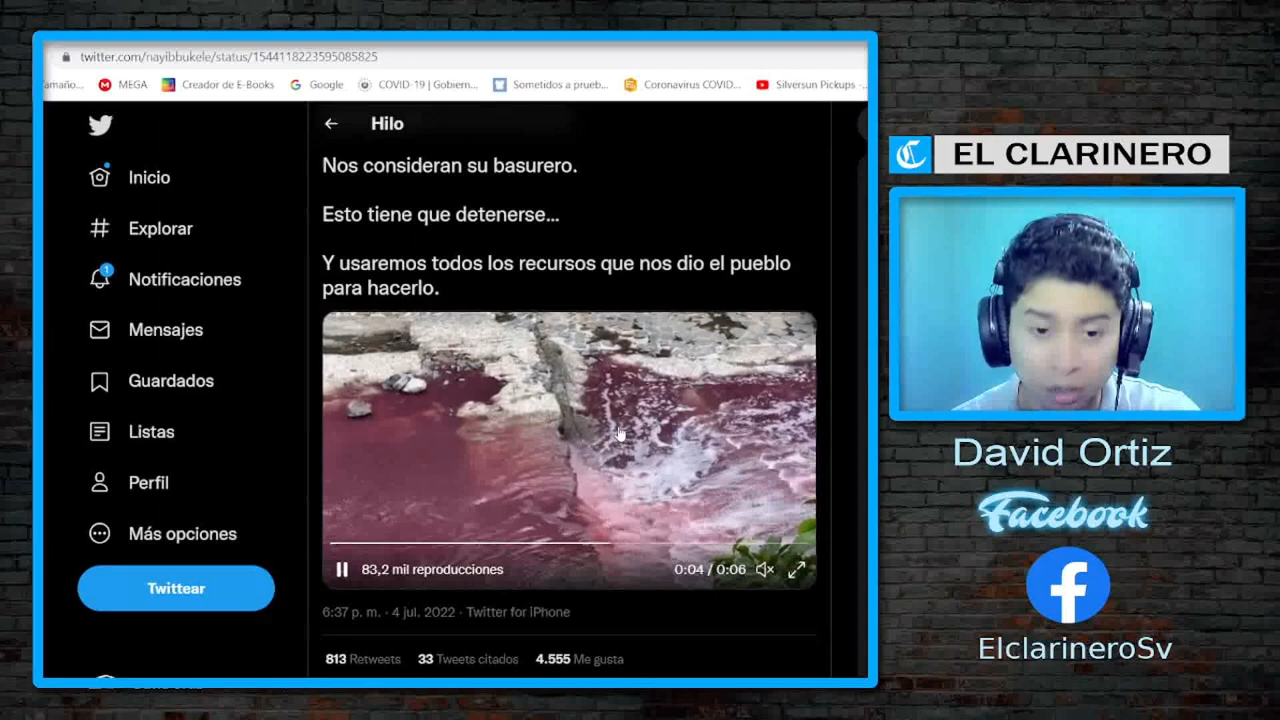 twitter.com/nayibbukele/status/1544118223595085825
amaño... MEGA Creador de E-Books Google COVID-19 | Gobiern... Sometidos a prueb... Coronavirus COVID... Silversun Pickups -...
Hilo
Inicio
Explorar
1
Notificaciones
Mensajes
Guardados
Listas
Perfil
Más opciones
Twittear
Nos consideran su basurero.
Esto tiene que detenerse...
Y usaremos todos los recursos que nos dio el pueblo
para hacerlo.
83,2 mil reproducciones 0:04 / 0:06
6:37 p. m. · 4 jul. 2022 · Twitter for iPhone
813 Retweets 33 Tweets citados 4.555 Me gusta
EL CLARINERO
David Ortiz
Facebook
ElclarineroSv